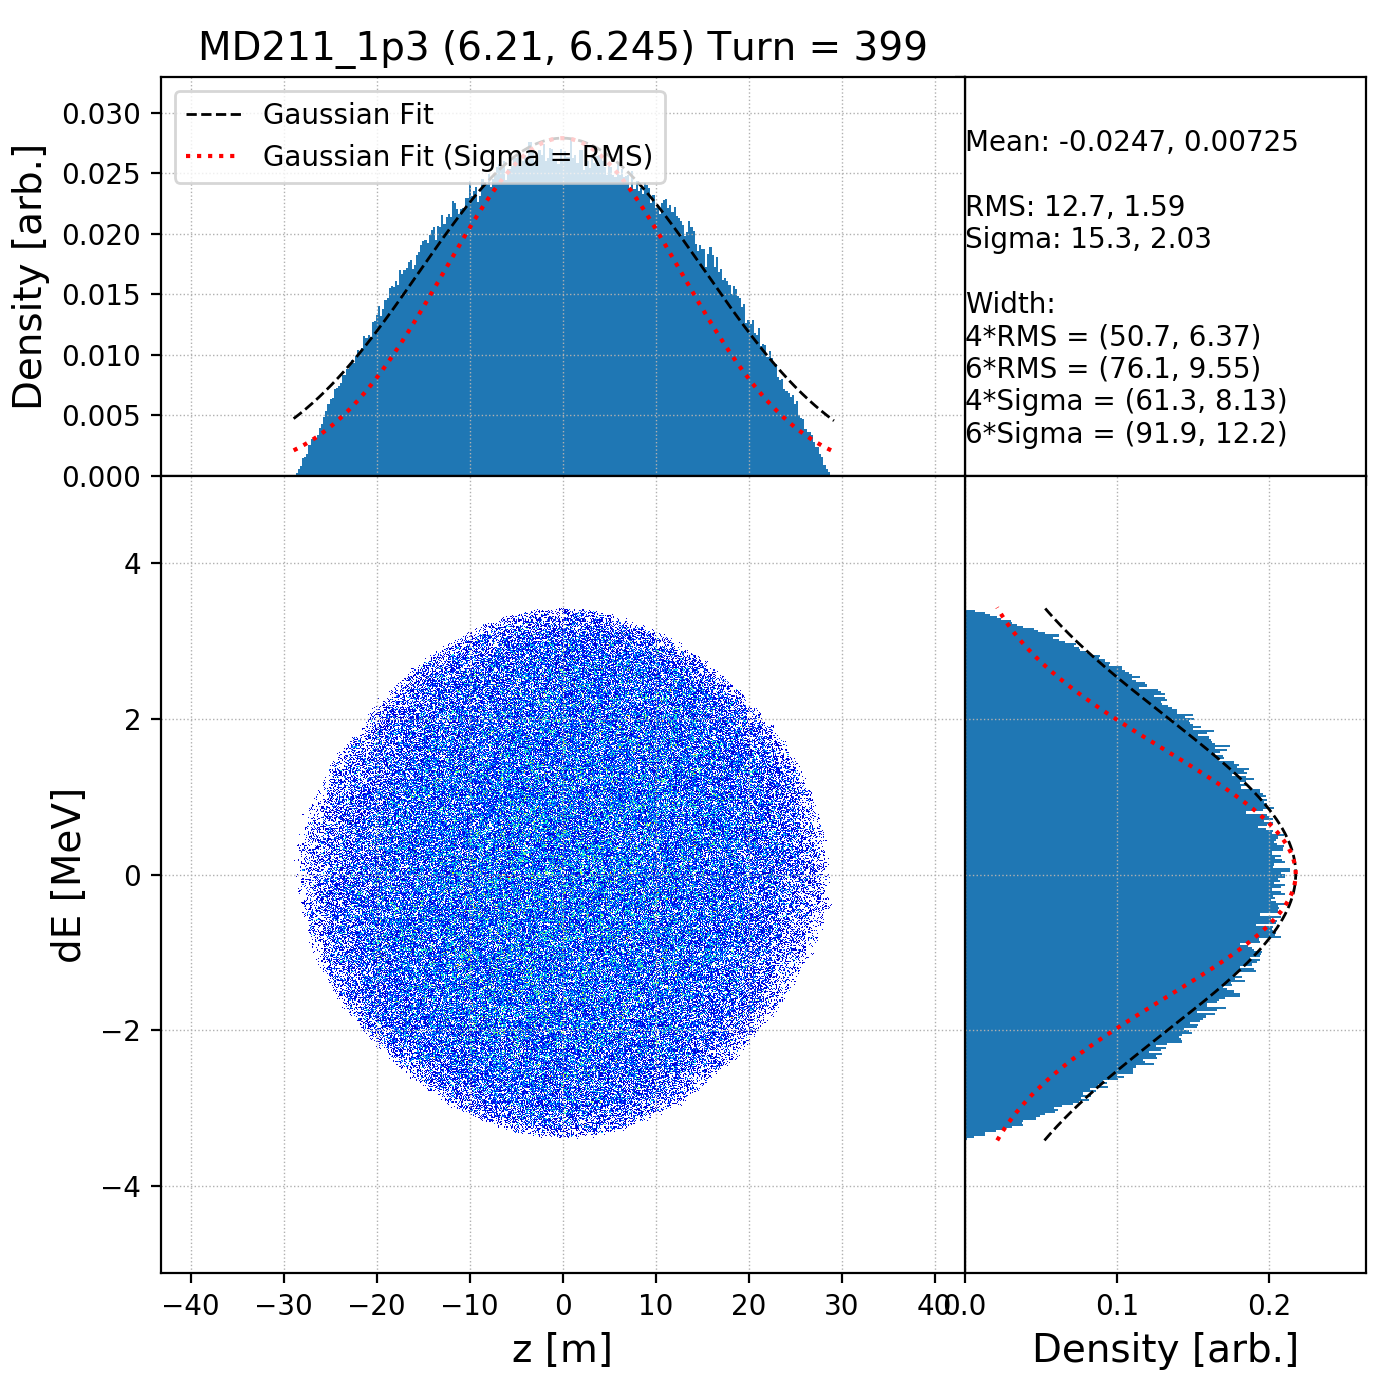 MD211_1p3 (6.21, 6.245) Turn = 399
Gaussian Fit
Gaussian Fit (Sigma = RMS)
Density [arb.]
0.030
0.025
0.020
0.015
0.010
0.005
0.000
Mean: -0.0247, 0.00725
RMS: 12.7, 1.59
Sigma: 15.3, 2.03
Width:
4*RMS = (50.7, 6.37)
6*RMS = (76.1, 9.55)
4*Sigma = (61.3, 8.13)
6*Sigma = (91.9, 12.2)
dE [MeV]
4
2
0
−2
−4
−40 −30 −20 −10 0 10 20 30 40
z [m]
0.0 0.1 0.2
Density [arb.]